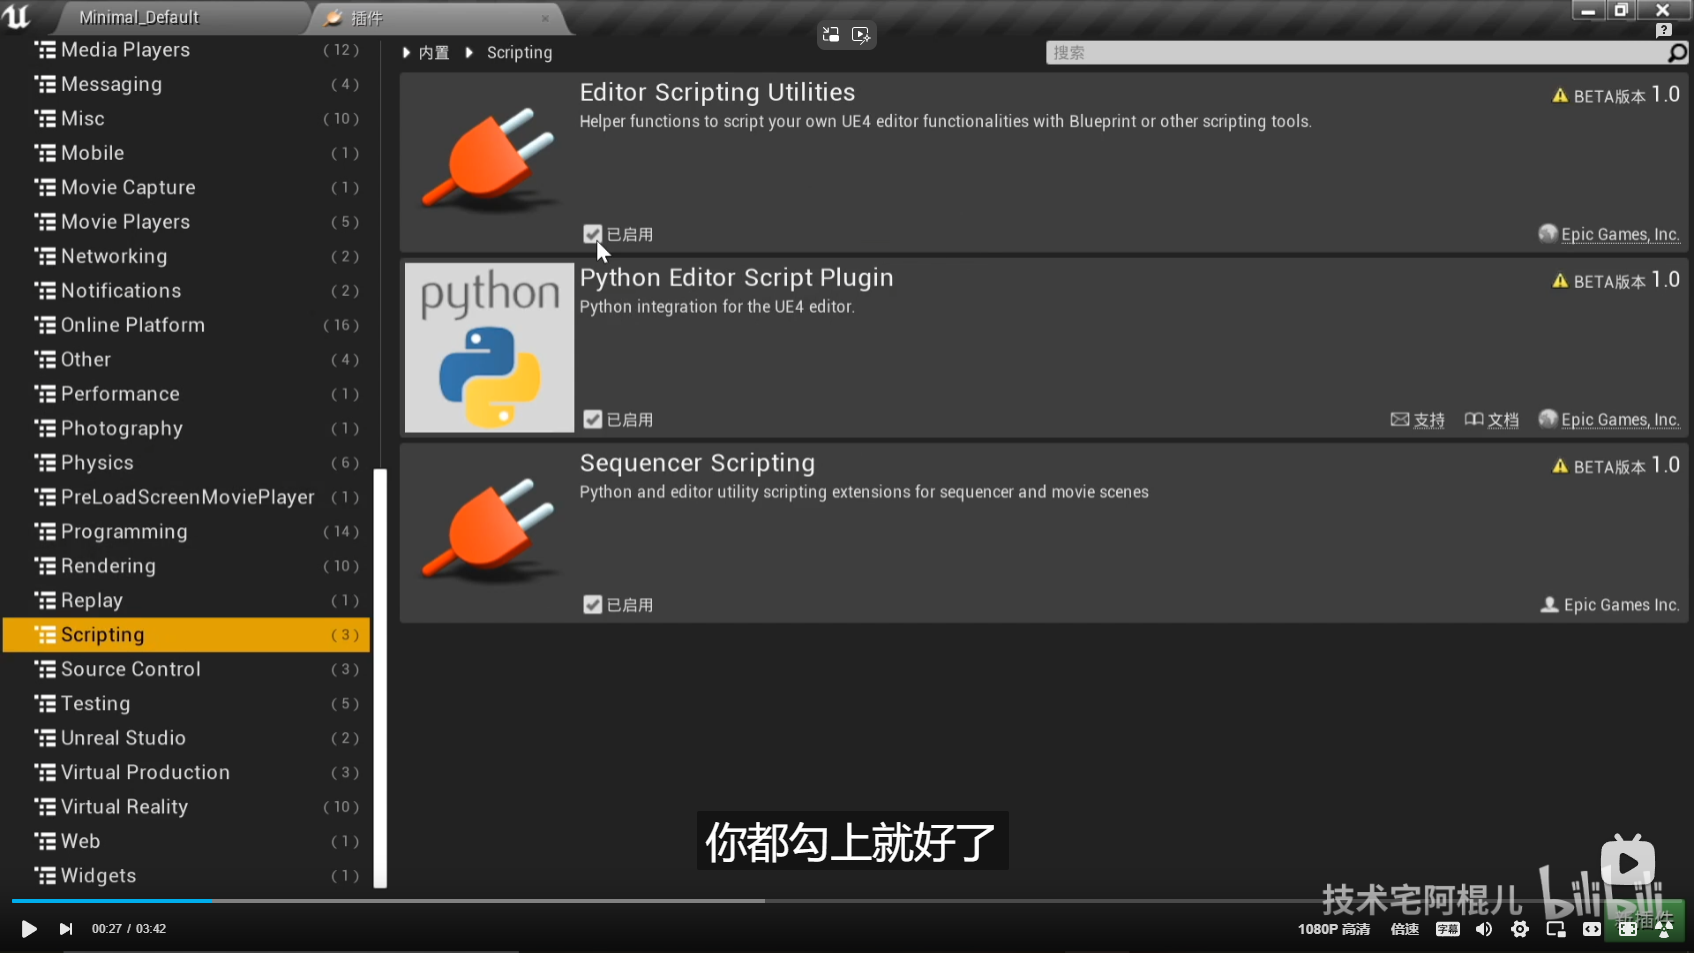 Minimal_Default
插件
Media Players (12)
Messaging (4)
Misc (10)
Mobile (1)
Movie Capture (1)
Movie Players (5)
Networking (2)
Notifications (2)
Online Platform (16)
Other (4)
Performance (1)
Photography (1)
Physics (6)
PreLoadScreenMoviePlayer (1)
Programming (14)
Rendering (10)
Replay (1)
Scripting (3)
Source Control (3)
Testing (5)
Unreal Studio (2)
Virtual Production (3)
Virtual Reality (10)
Web (1)
Widgets (1)
内置 Scripting
搜索
Editor Scripting Utilities
BETA版本 1.0
Helper functions to script your own UE4 editor functionalities with Blueprint or other scripting tools.
已启用
Epic Games, Inc.
python
Python Editor Script Plugin
BETA版本 1.0
Python integration for the UE4 editor.
已启用
支持 文档 Epic Games, Inc.
Sequencer Scripting
BETA版本 1.0
Python and editor utility scripting extensions for sequencer and movie scenes
已启用
Epic Games Inc.
你都勾上就好了
技术宅阿棍儿 bilibili
新插件
00:27 / 03:42
1080P 高清 倍速 字幕